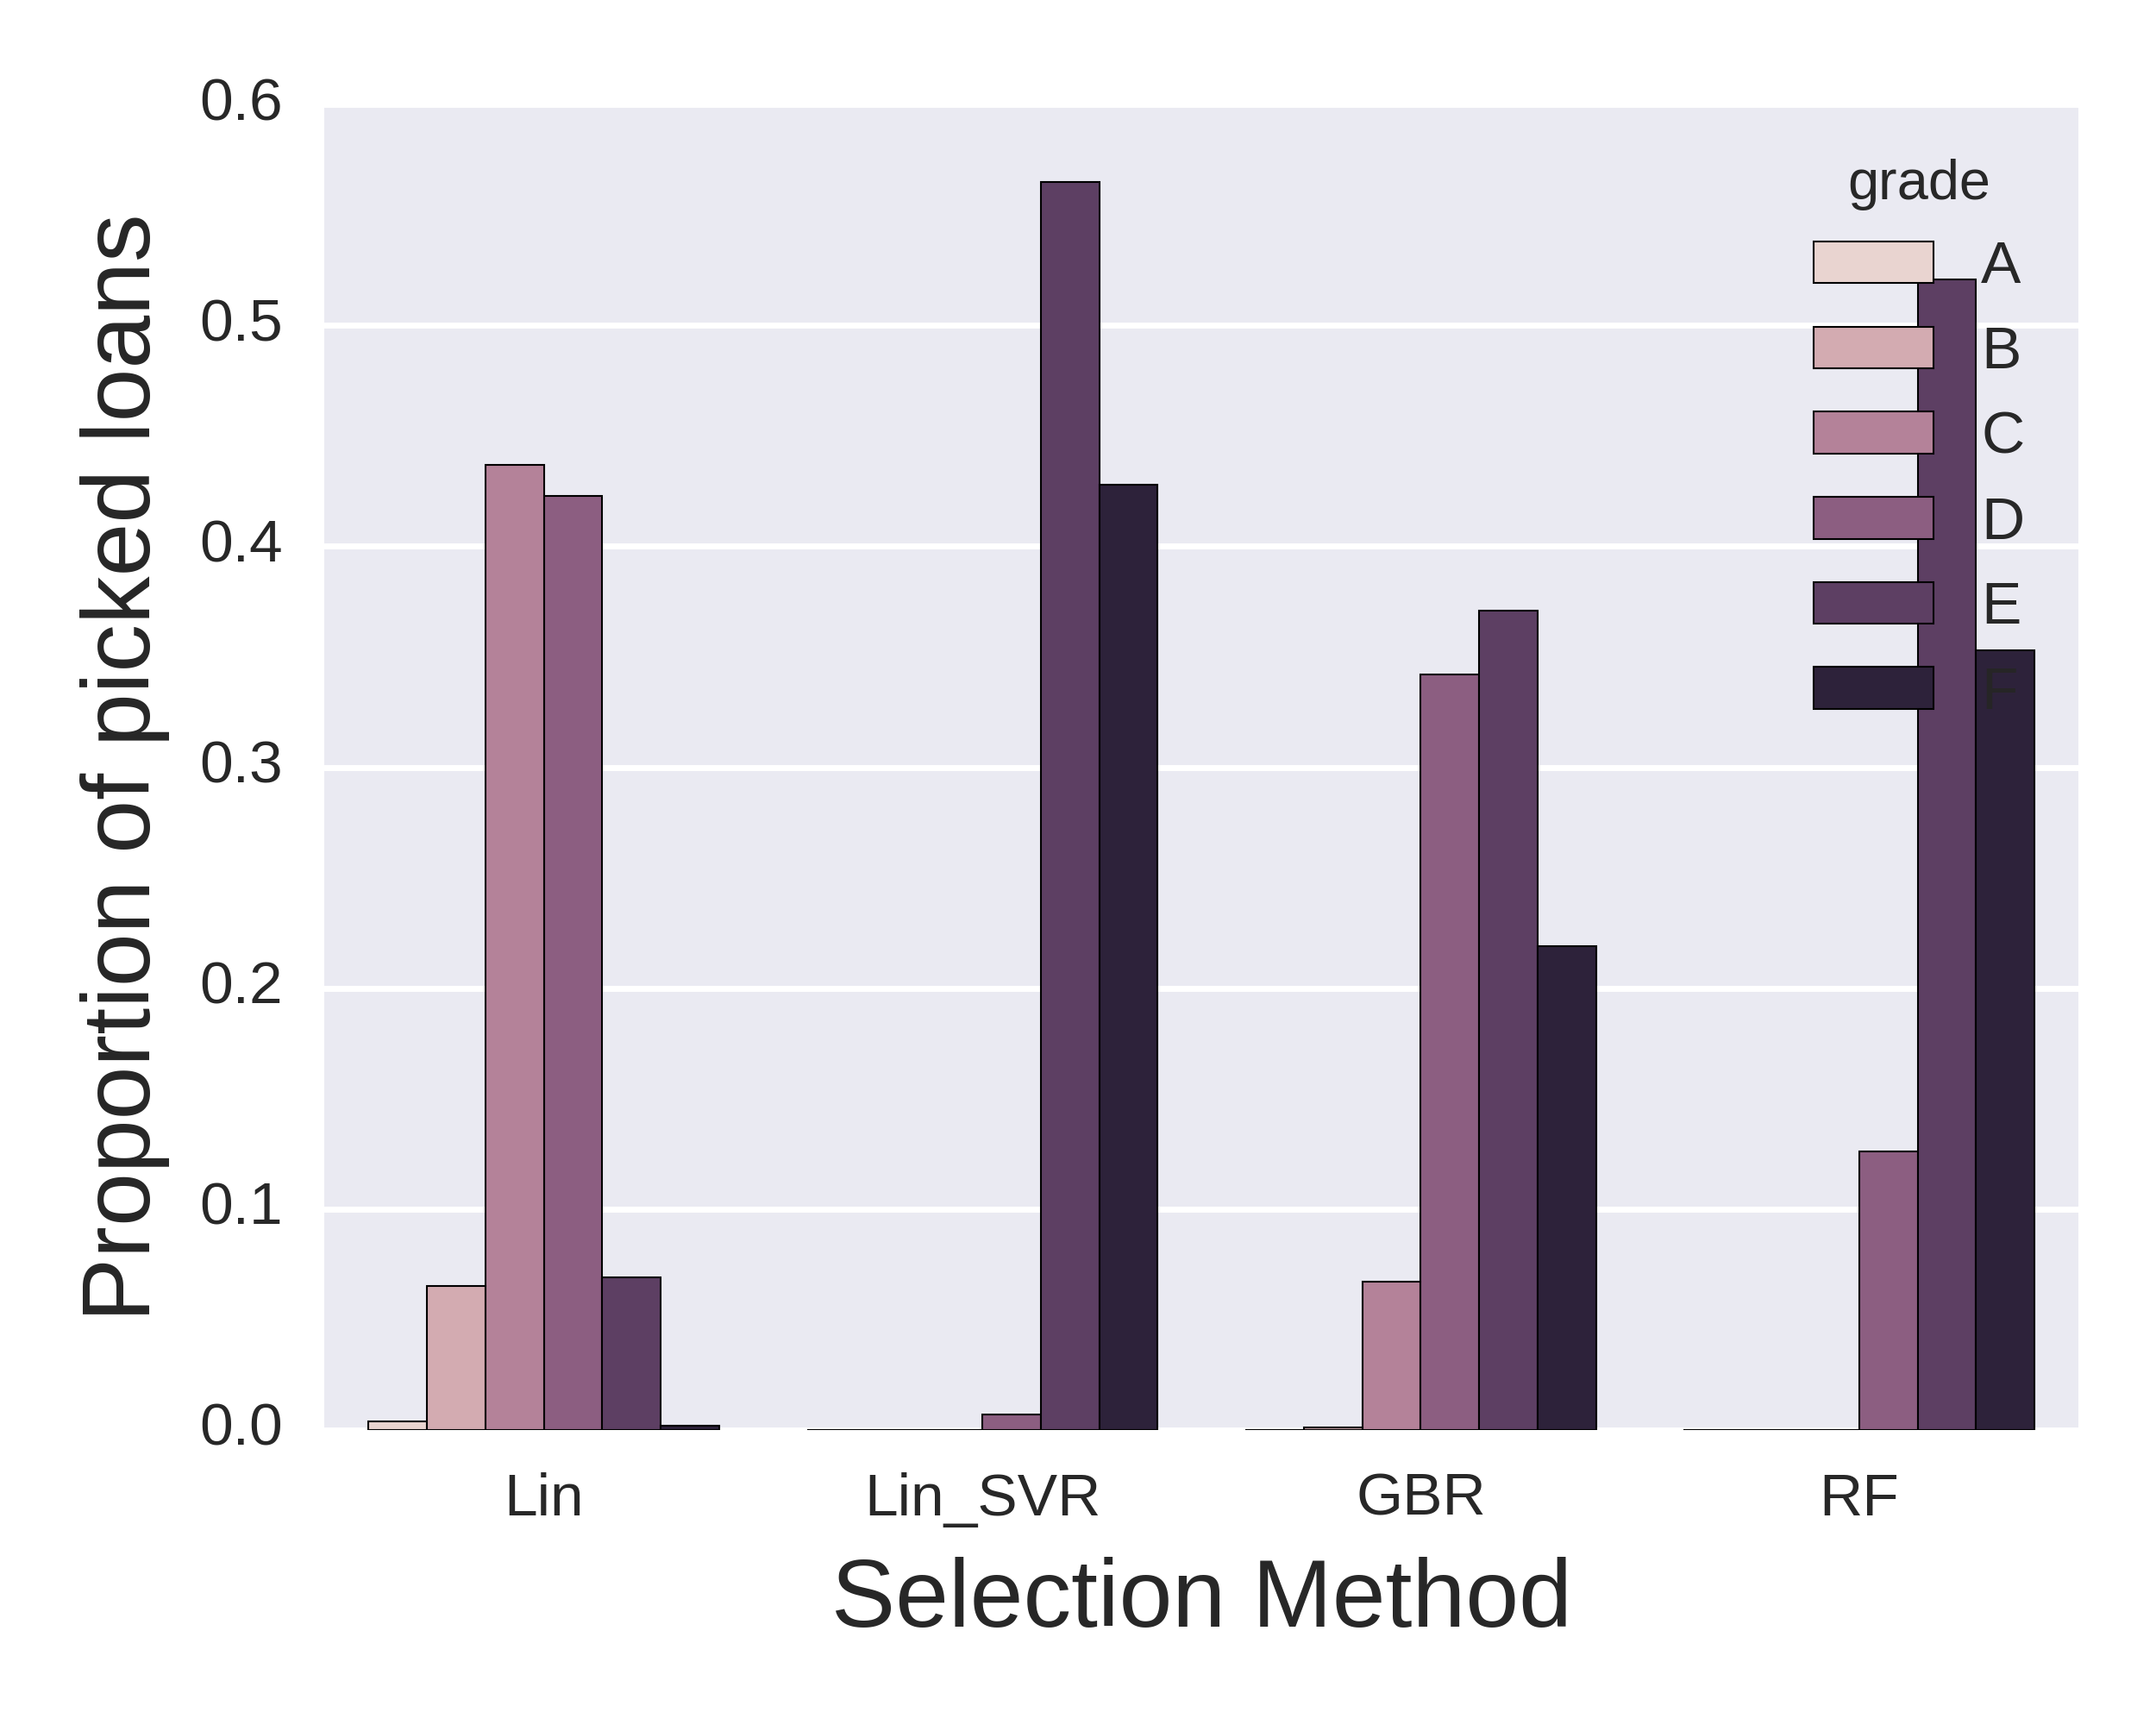 Proportion of picked loans
0.6
0.5
0.4
0.3
0.2
0.1
0.0
grade
A
B
C
D
E
F
Lin
Lin_SVR
GBR
RF
Selection Method